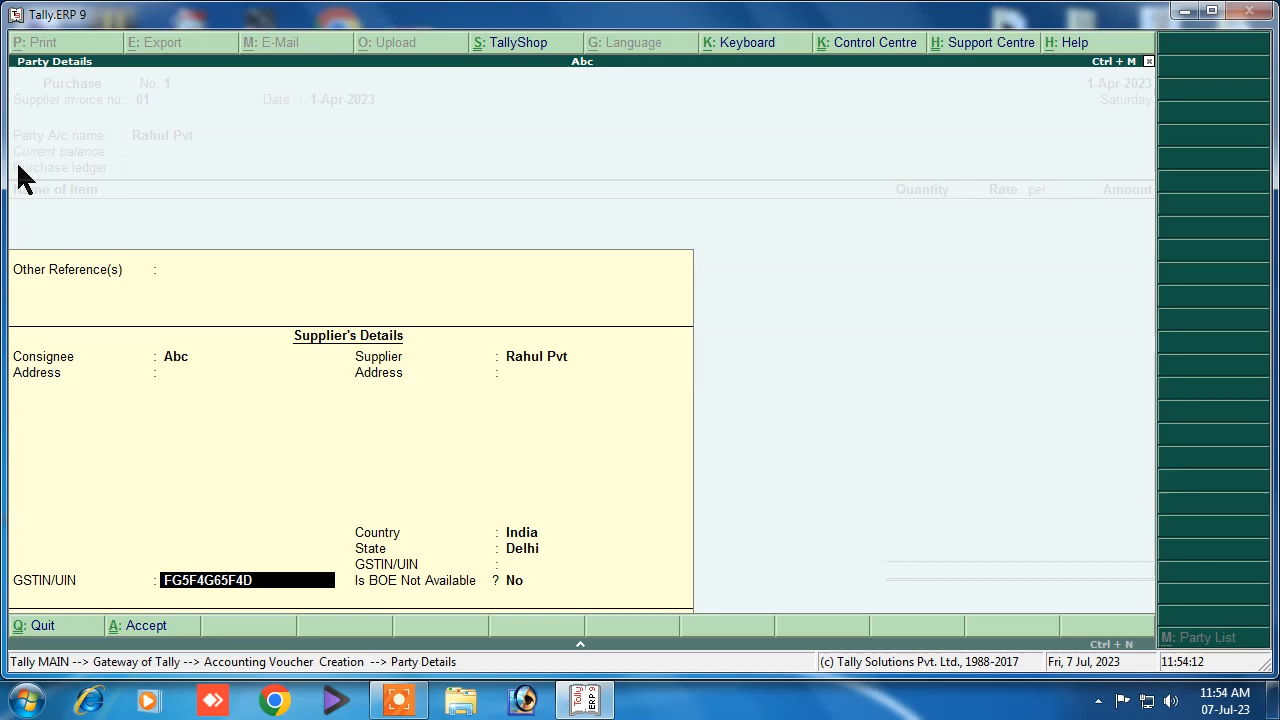 Tally.ERP 9
P: Print E: Export M: E-Mail O: Upload S: TallyShop G: Language K: Keyboard K: Control Centre H: Support Centre H: Help
Party Details Abc Ctrl + M
Purchase No. 1 1-Apr-2023
Supplier invoice no.: 01 Date : 1-Apr-2023 Saturday
Party A/c name : Rahul Pvt
Current balance :
Purchase ledger :
of Item Quantity Rate per Amount
Other Reference(s) :
Supplier's Details
Consignee : Abc Supplier : Rahul Pvt
Address : Address :
Country : India
State : Delhi
GSTIN/UIN :
GSTIN/UIN : FG5F4G65F4D Is BOE Not Available ? No
M: Party List
Q: Quit A: Accept
Ctrl + N
Tally MAIN --> Gateway of Tally --> Accounting Voucher Creation --> Party Details (c) Tally Solutions Pvt. Ltd., 1988-2017 Fri, 7 Jul, 2023 11:54:12
11:54 AM
07-Jul-23